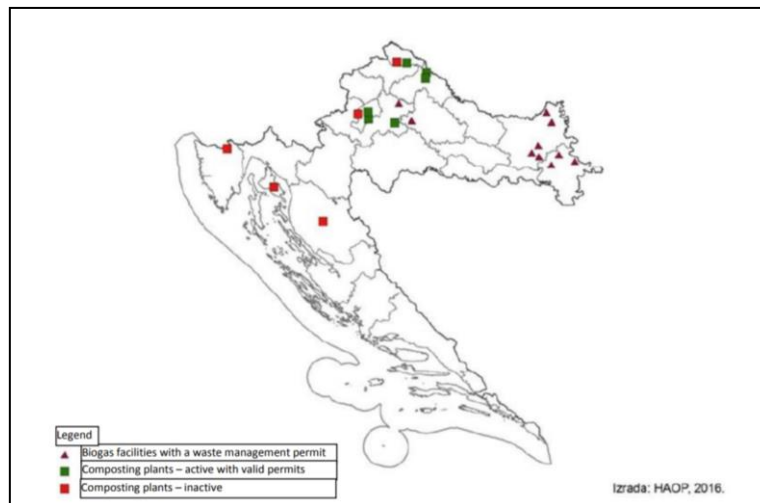 Legend
Biogas facilities with a waste management permit
Composting plants – active with valid permits
Composting plants – inactive
Izrada: HAOP, 2016.